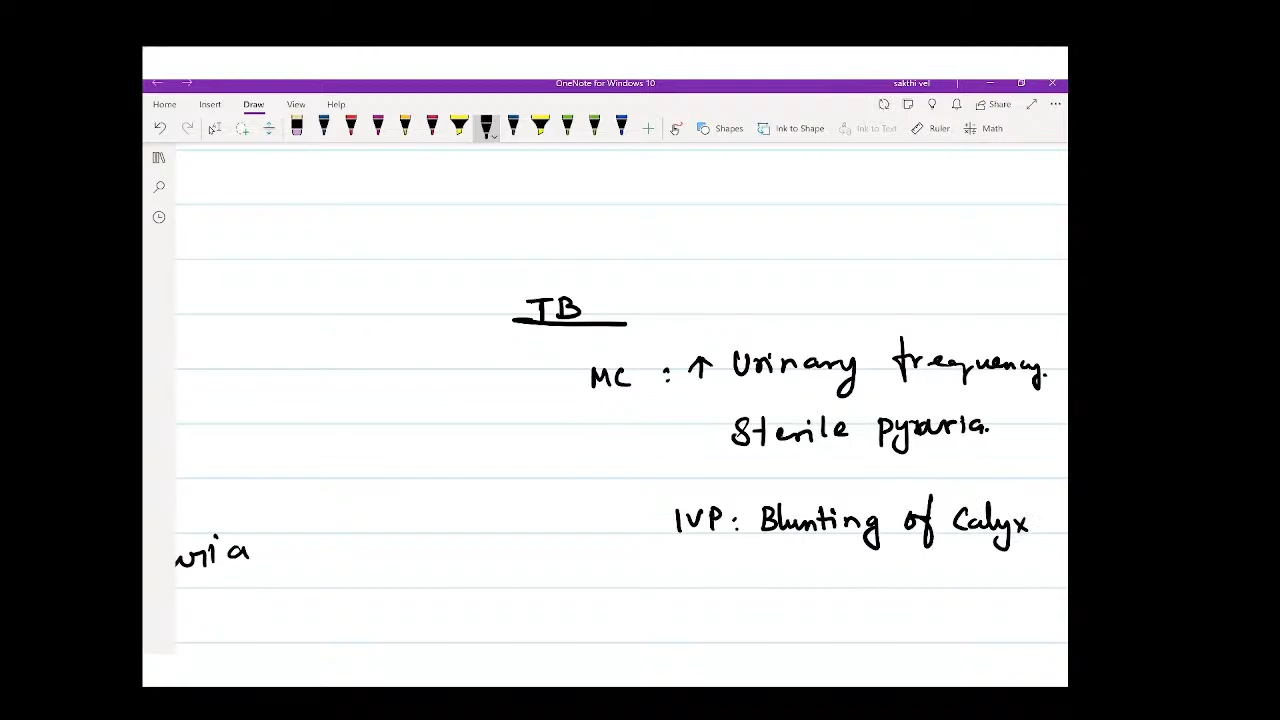 OneNote for Windows 10
sakthi vel
Home Insert Draw View Help
Share
Shapes Ink to Shape Ink to Text Ruler Math
TB
MC : ↑ Urinary frequency.
Sterile pyouria.
IVP: Blunting of Calyx
uria